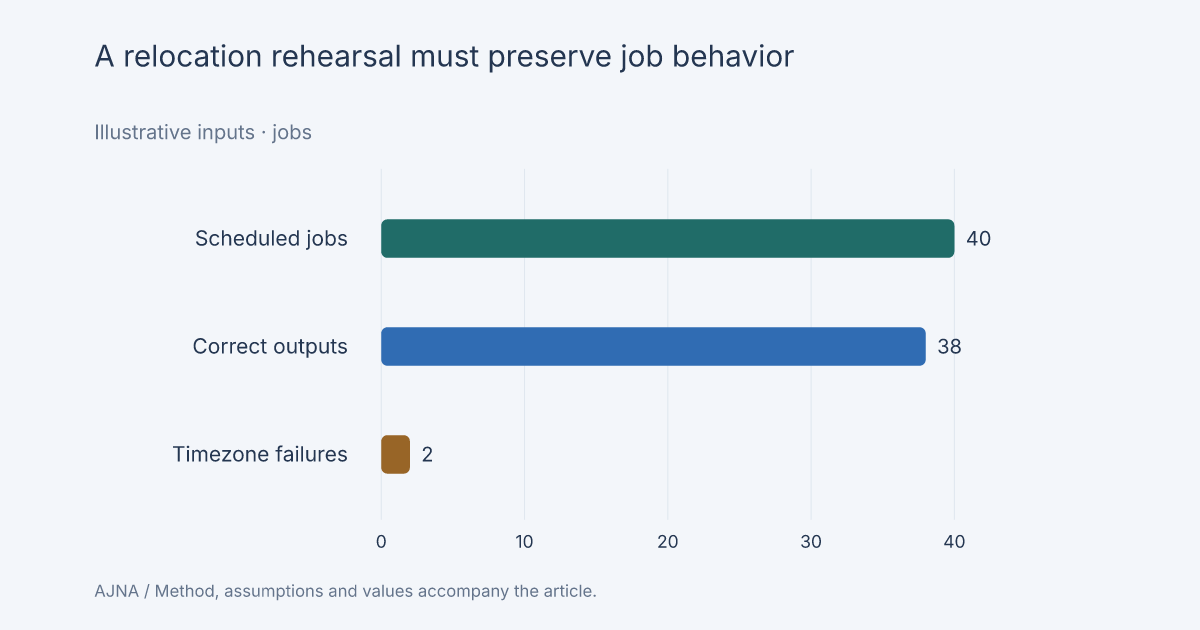 A relocation rehearsal must preserve job behavior
Illustrative inputs · jobs
Scheduled jobs 40
Correct outputs 38
Timezone failures 2
0 10 20 30 40
AJNA / Method, assumptions and values accompany the article.